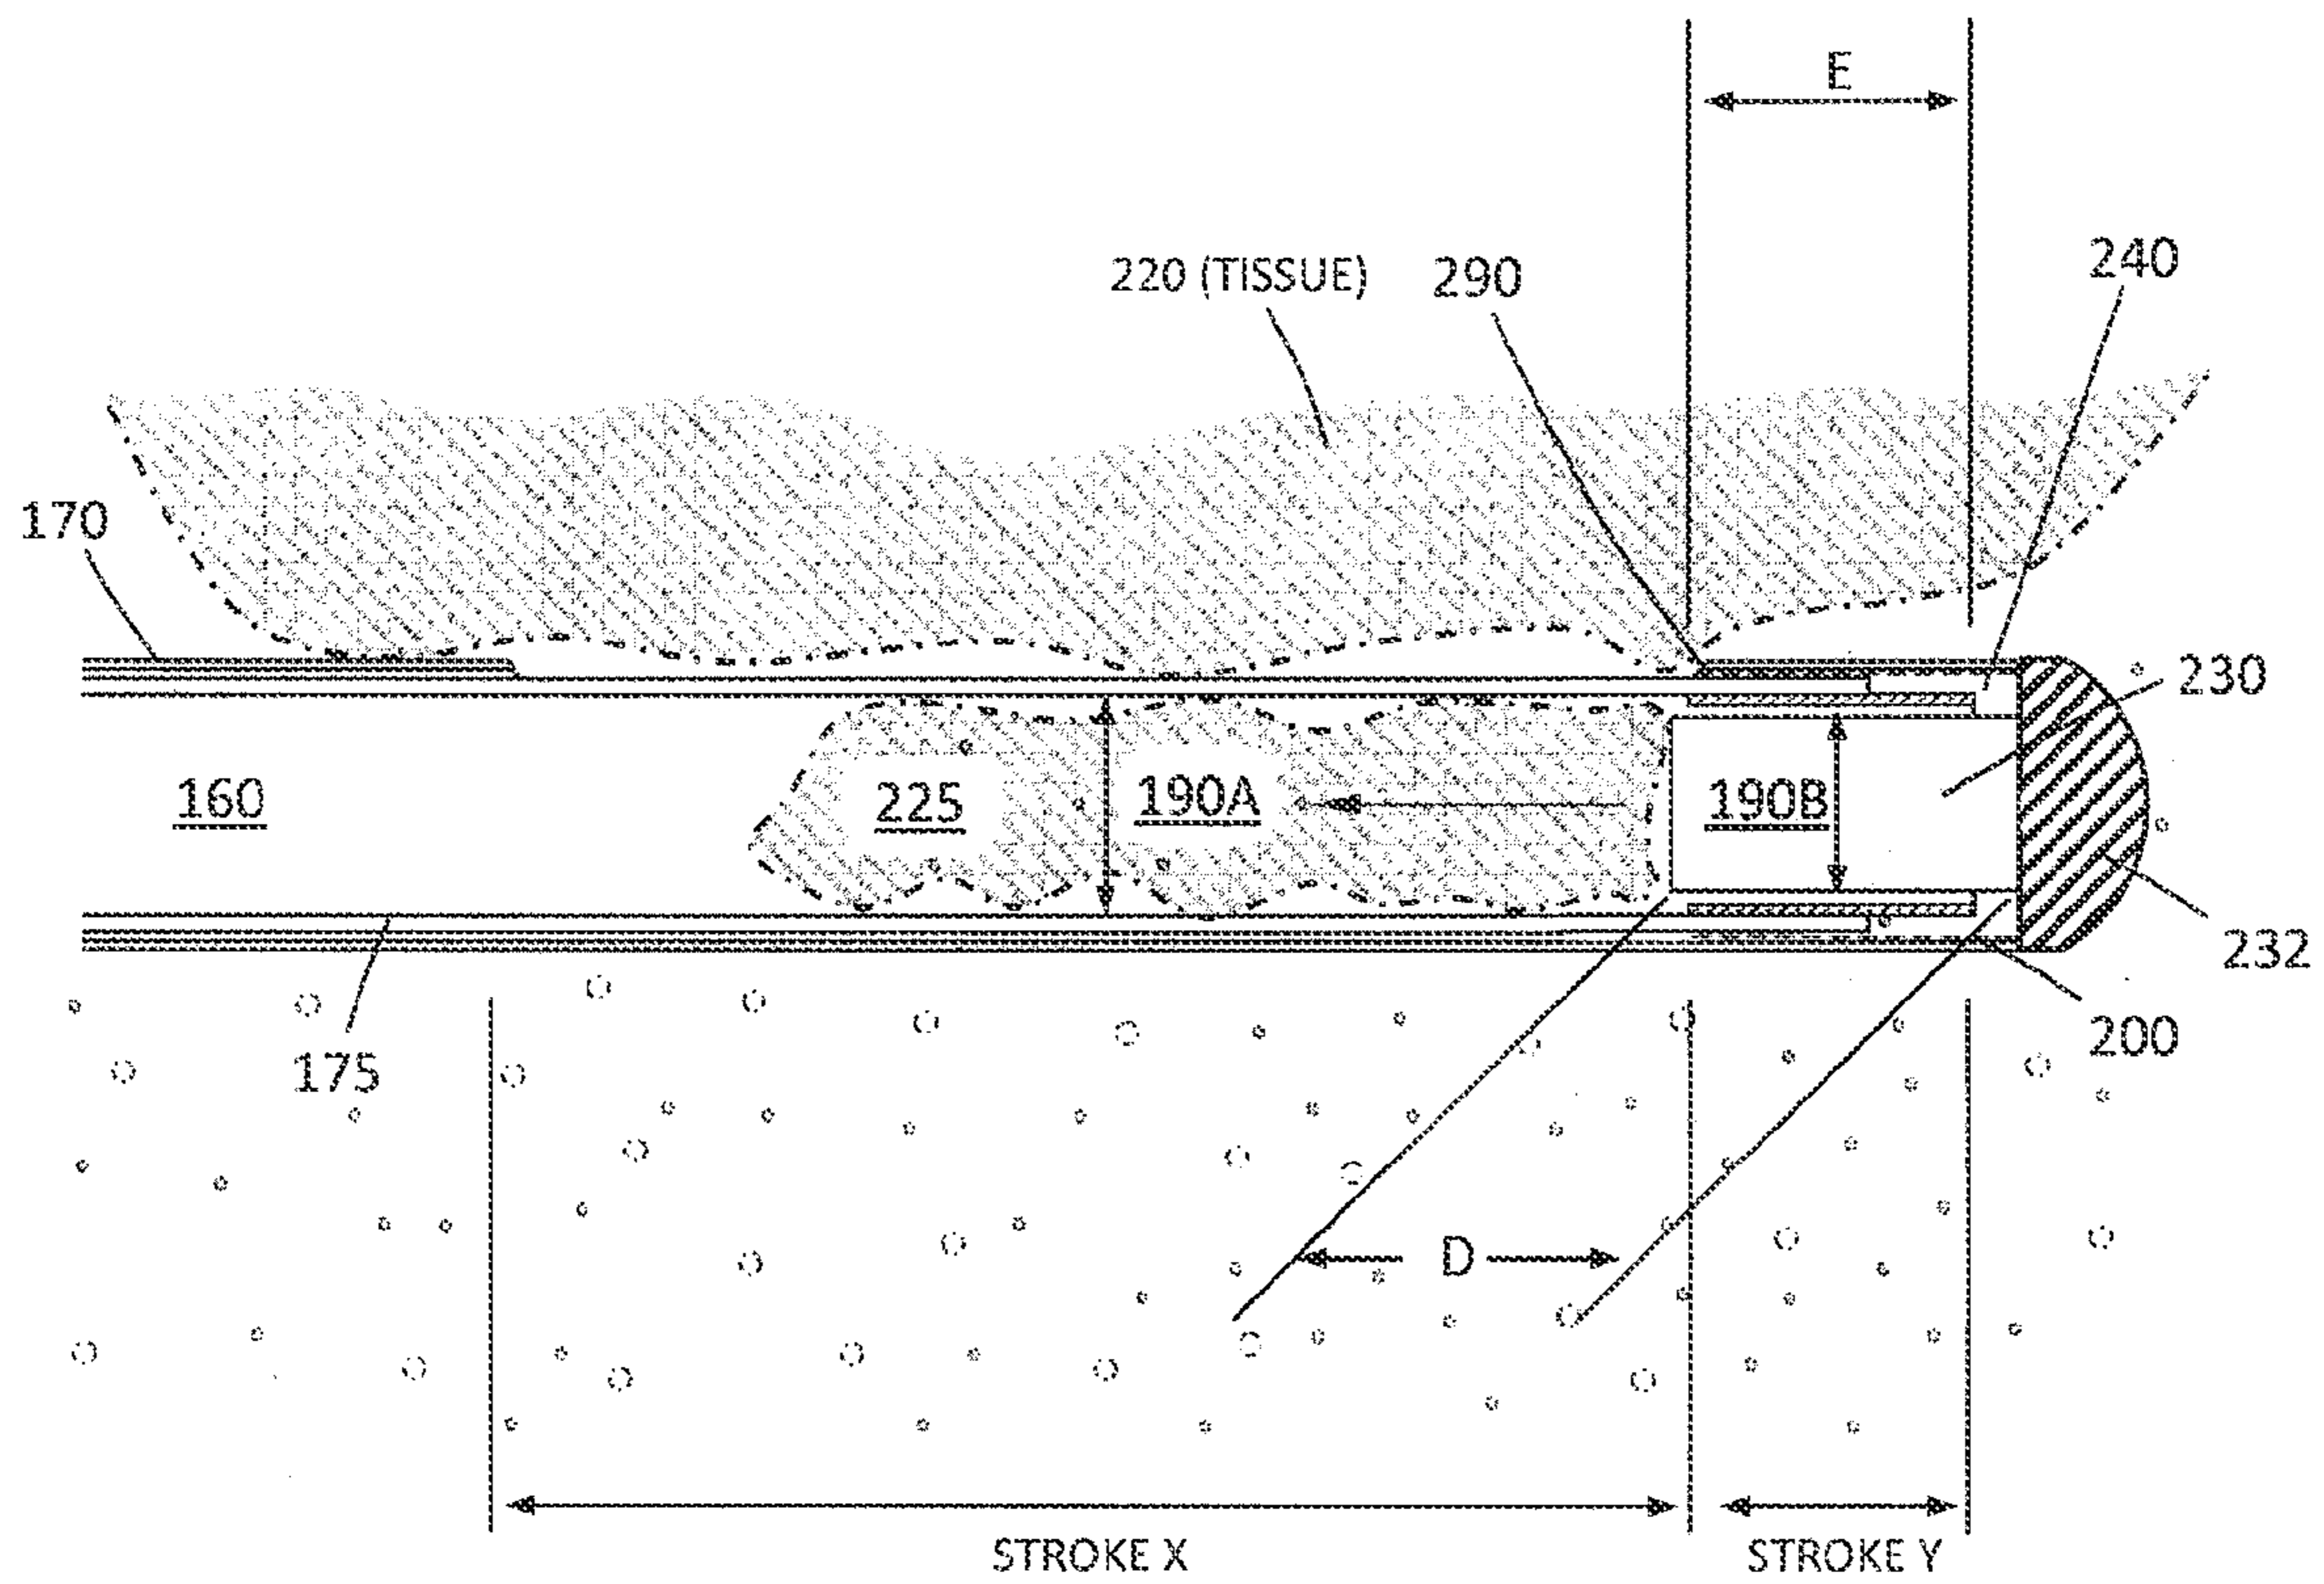 E
240
220 (TISSUE)
290
170
230
160
225
190A
190B
232
200
175
D
STROKE X
STROKE Y